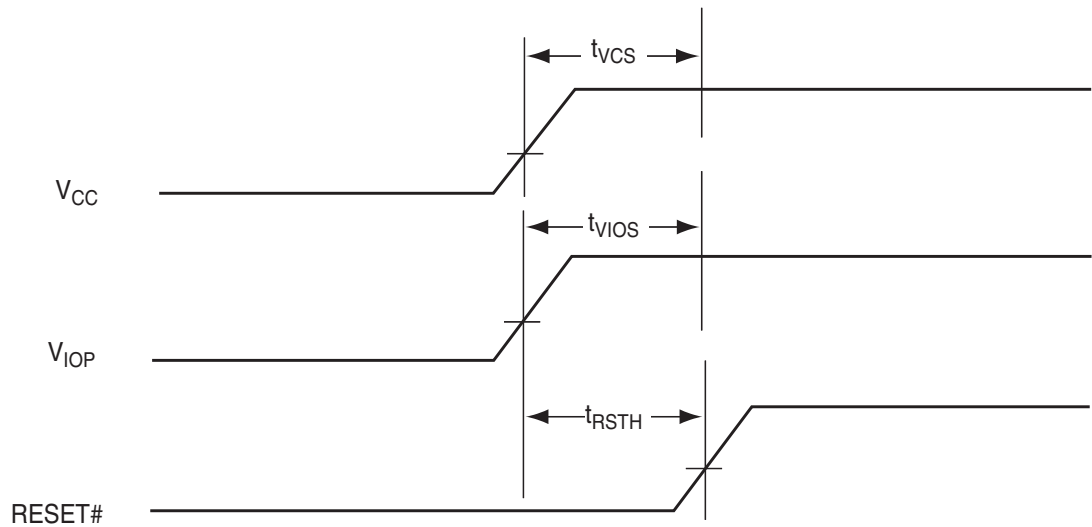 tVCS
VCC
tVIOS
VIOP
tRSTH
RESET#